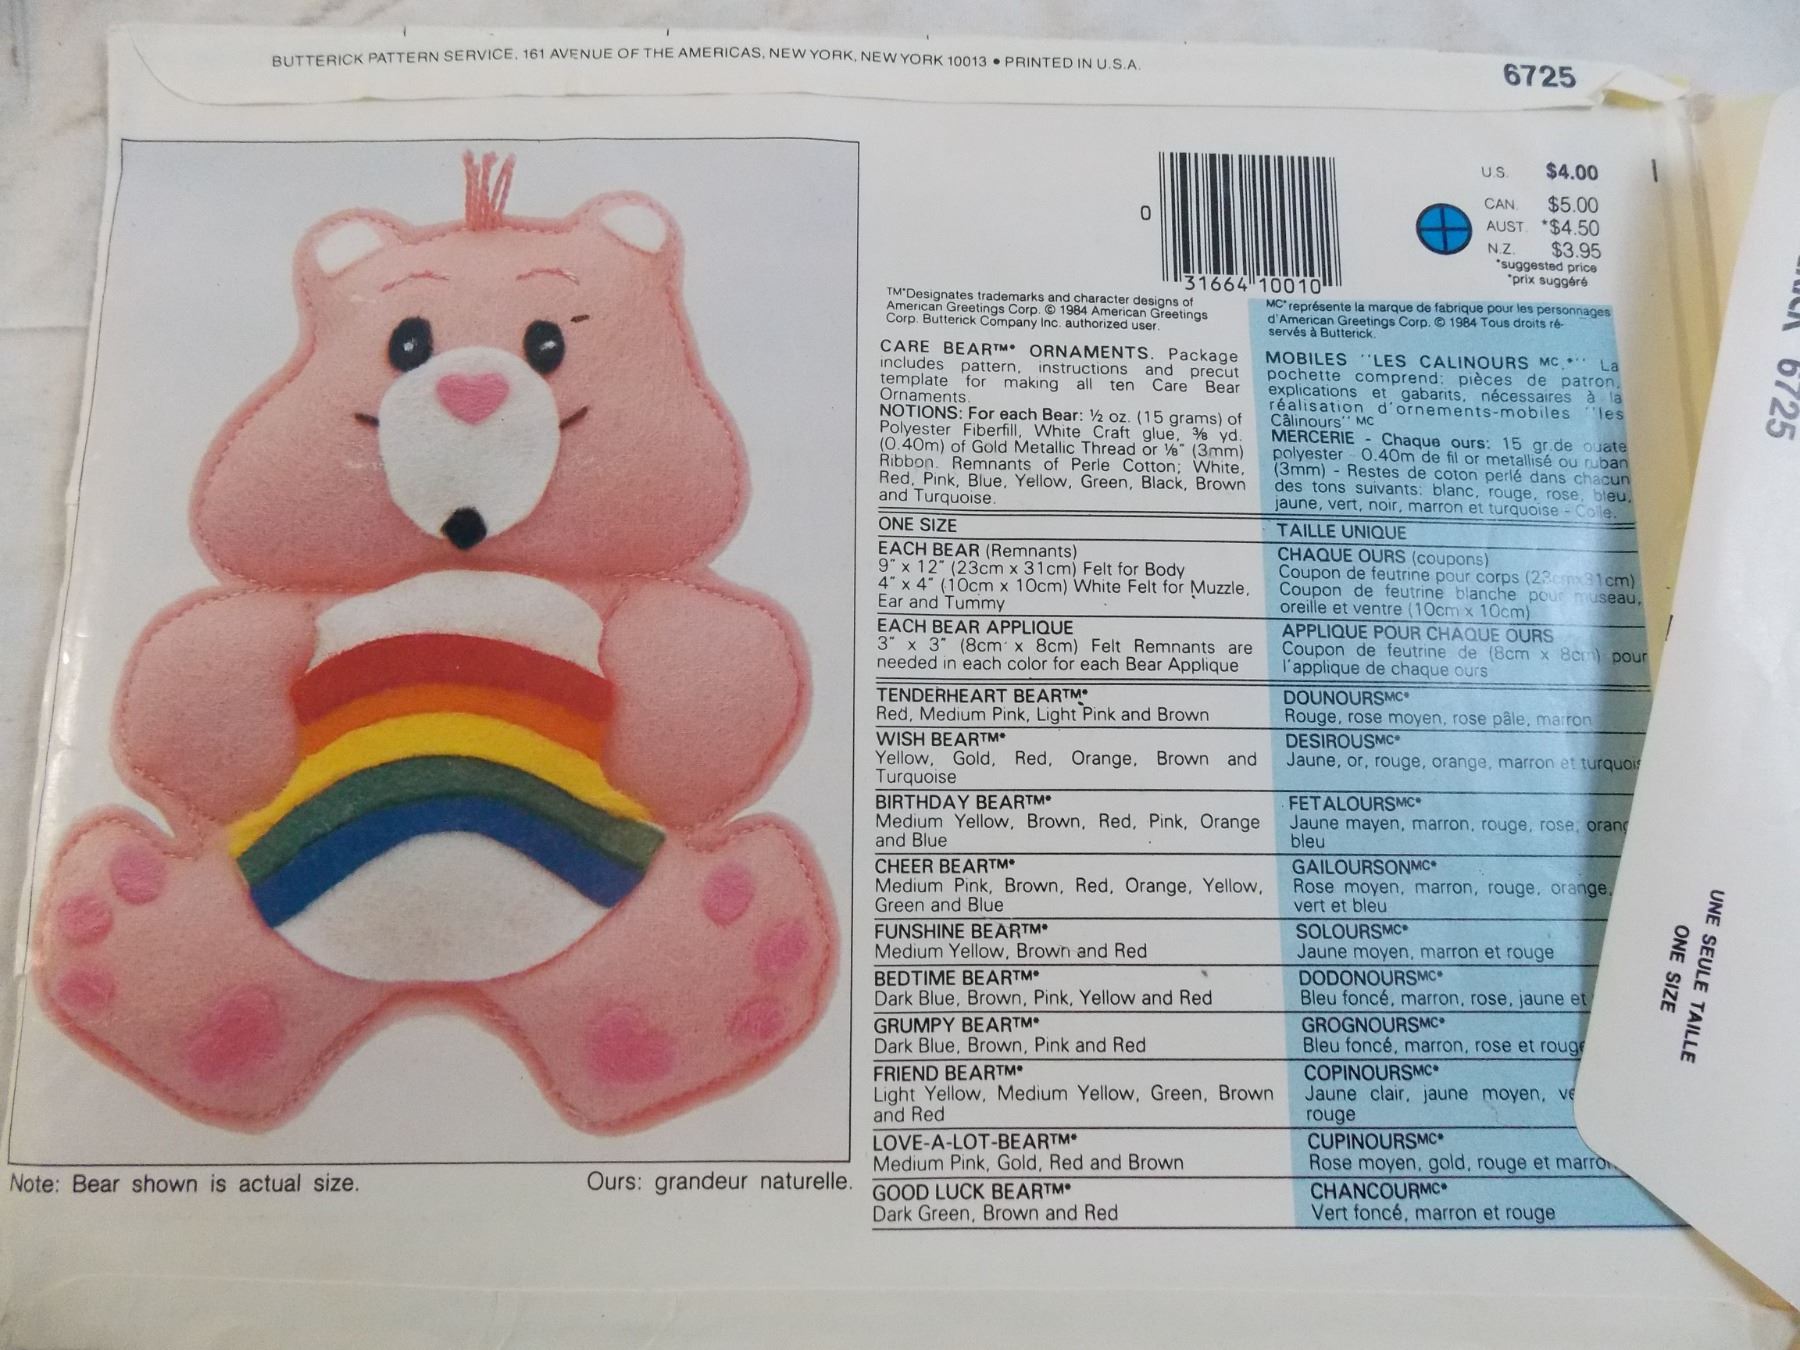 BUTTERICK PATTERN SERVICE, 161 AVENUE OF THE AMERICAS, NEW YORK, NEW YORK 10013 • PRINTED IN U.S.A.
6725
0
31664 10010
U.S. $4.00
CAN. $5.00
AUST. *$4.50
N.Z. $3.95
*suggested price
*prix suggéré
TM*Designates trademarks and character designs of
American Greetings Corp. © 1984 American Greetings
Corp. Butterick Company Inc. authorized user.
CARE BEAR™* ORNAMENTS. Package
includes pattern, instructions and precut
template for making all ten Care Bear
Ornaments.
NOTIONS: For each Bear: ½ oz. (15 grams) of
Polyester Fiberfill, White Craft glue, ⅜ yd.
(0.40m) of Gold Metallic Thread or ⅛" (3mm)
Ribbon. Remnants of Perle Cotton; White,
Red, Pink, Blue, Yellow, Green, Black, Brown
and Turquoise.
ONE SIZE
EACH BEAR (Remnants)
9" x 12" (23cm x 31cm) Felt for Body
4" x 4" (10cm x 10cm) White Felt for Muzzle,
Ear and Tummy
EACH BEAR APPLIQUE
3" x 3" (8cm x 8cm) Felt Remnants are
needed in each color for each Bear Applique
TENDERHEART BEAR™*
Red, Medium Pink, Light Pink and Brown
WISH BEAR™*
Yellow, Gold, Red, Orange, Brown and
Turquoise
BIRTHDAY BEAR™*
Medium Yellow, Brown, Red, Pink, Orange
and Blue
CHEER BEAR™*
Medium Pink, Brown, Red, Orange, Yellow,
Green and Blue
FUNSHINE BEAR™*
Medium Yellow, Brown and Red
BEDTIME BEAR™*
Dark Blue, Brown, Pink, Yellow and Red
GRUMPY BEAR™*
Dark Blue, Brown, Pink and Red
FRIEND BEAR™*
Light Yellow, Medium Yellow, Green, Brown
and Red
LOVE-A-LOT-BEAR™*
Medium Pink, Gold, Red and Brown
GOOD LUCK BEAR™*
Dark Green, Brown and Red
MC*représente la marque de fabrique pour les personnages
d'American Greetings Corp. © 1984 Tous droits ré-
servés à Butterick.
MOBILES "LES CALINOURS MC.*" La
pochette comprend: pièces de patron,
explications et gabarits, nécessaires à la
réalisation d'ornements-mobiles "les
Câlinours" MC
MERCERIE - Chaque ours: 15 gr.de ouate
polyester - 0.40m de fil or metallisé ou ruban
(3mm) - Restes de coton perlé dans chacun
des tons suivants: blanc, rouge, rose, bleu,
jaune, vert, noir, marron et turquoise - Colle.
TAILLE UNIQUE
CHAQUE OURS (coupons)
Coupon de feutrine pour corps (23cmx31cm)
Coupon de feutrine blanche pour museau,
oreille et ventre (10cm x 10cm)
APPLIQUE POUR CHAQUE OURS
Coupon de feutrine de (8cm x 8cm) pour
l'applique de chaque ours
DOUNOURSMC*
Rouge, rose moyen, rose pâle, marron
DESIROUSMC*
Jaune, or, rouge, orange, marron et turquois
FETALOURSMC*
Jaune mayen, marron, rouge, rose, orang
bleu
GAILOURSONMC*
Rose moyen, marron, rouge, orange,
vert et bleu
SOLOURSMC*
Jaune moyen, marron et rouge
DODONOURSMC*
Bleu foncé, marron, rose, jaune et
GROGNOURSMC*
Bleu foncé, marron, rose et rouge
COPINOURSMC*
Jaune clair, jaune moyen, ve
rouge
CUPINOURSMC*
Rose moyen, gold, rouge et marron
CHANCOURMC*
Vert foncé, marron et rouge
Note: Bear shown is actual size.
Ours: grandeur naturelle.
6725
UNE SEULE TAILLE
ONE SIZE